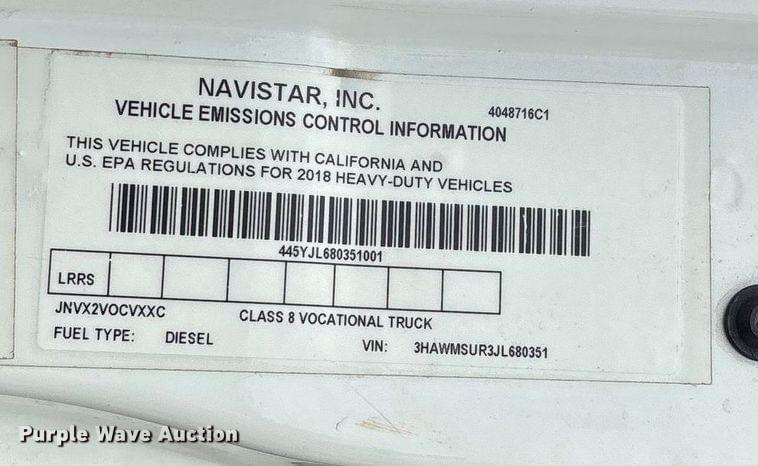 NAVISTAR, INC.
4048716C1
VEHICLE EMISSIONS CONTROL INFORMATION
THIS VEHICLE COMPLIES WITH CALIFORNIA AND
U.S. EPA REGULATIONS FOR 2018 HEAVY-DUTY VEHICLES
445YJL680351001
LRRS
JNVX2VOCVXXC
CLASS 8 VOCATIONAL TRUCK
FUEL TYPE: DIESEL
VIN: 3HAWMSUR3JL680351
Purple Wave Auction